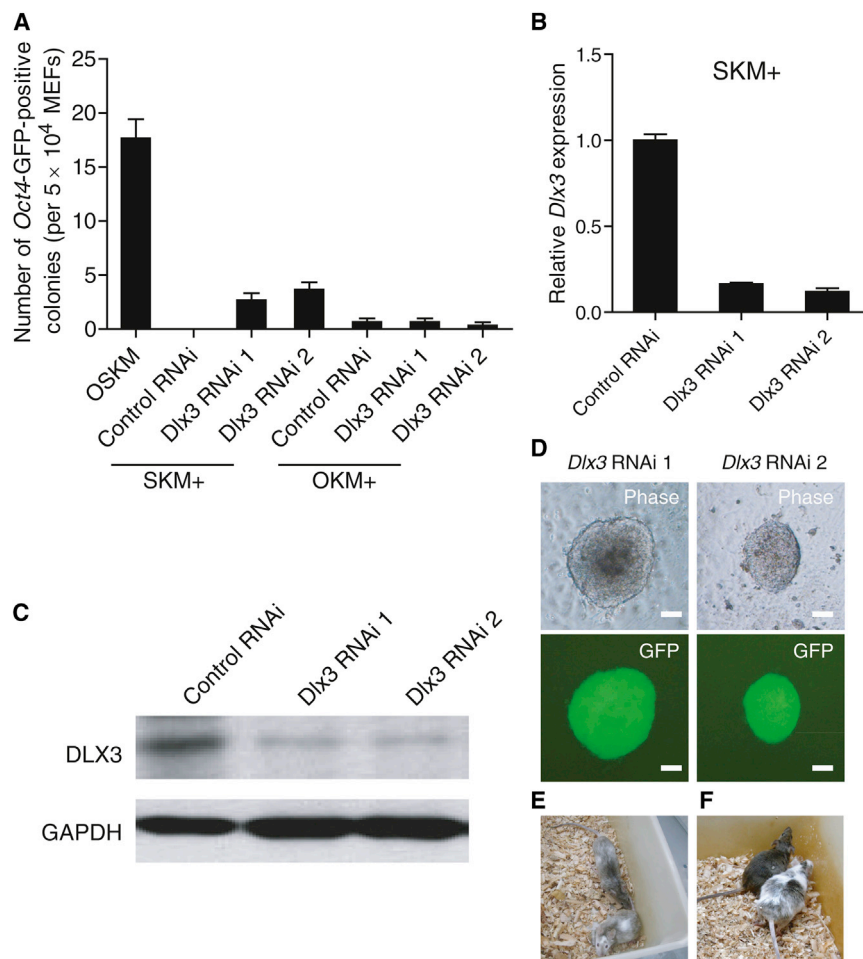 A
Number of Oct4-GFP-positive
colonies (per 5 × 10⁴ MEFs)
25
20
15
10
5
0
OSKM
Control RNAi
Dlx3 RNAi 1
Dlx3 RNAi 2
Control RNAi
Dlx3 RNAi 1
Dlx3 RNAi 2
SKM+
OKM+
B
Relative Dlx3 expression
1.5
1.0
0.5
0.0
SKM+
Control RNAi
Dlx3 RNAi 1
Dlx3 RNAi 2
C
Control RNAi
Dlx3 RNAi 1
Dlx3 RNAi 2
DLX3
GAPDH
D
Dlx3 RNAi 1
Dlx3 RNAi 2
Phase
Phase
GFP
GFP
E
F